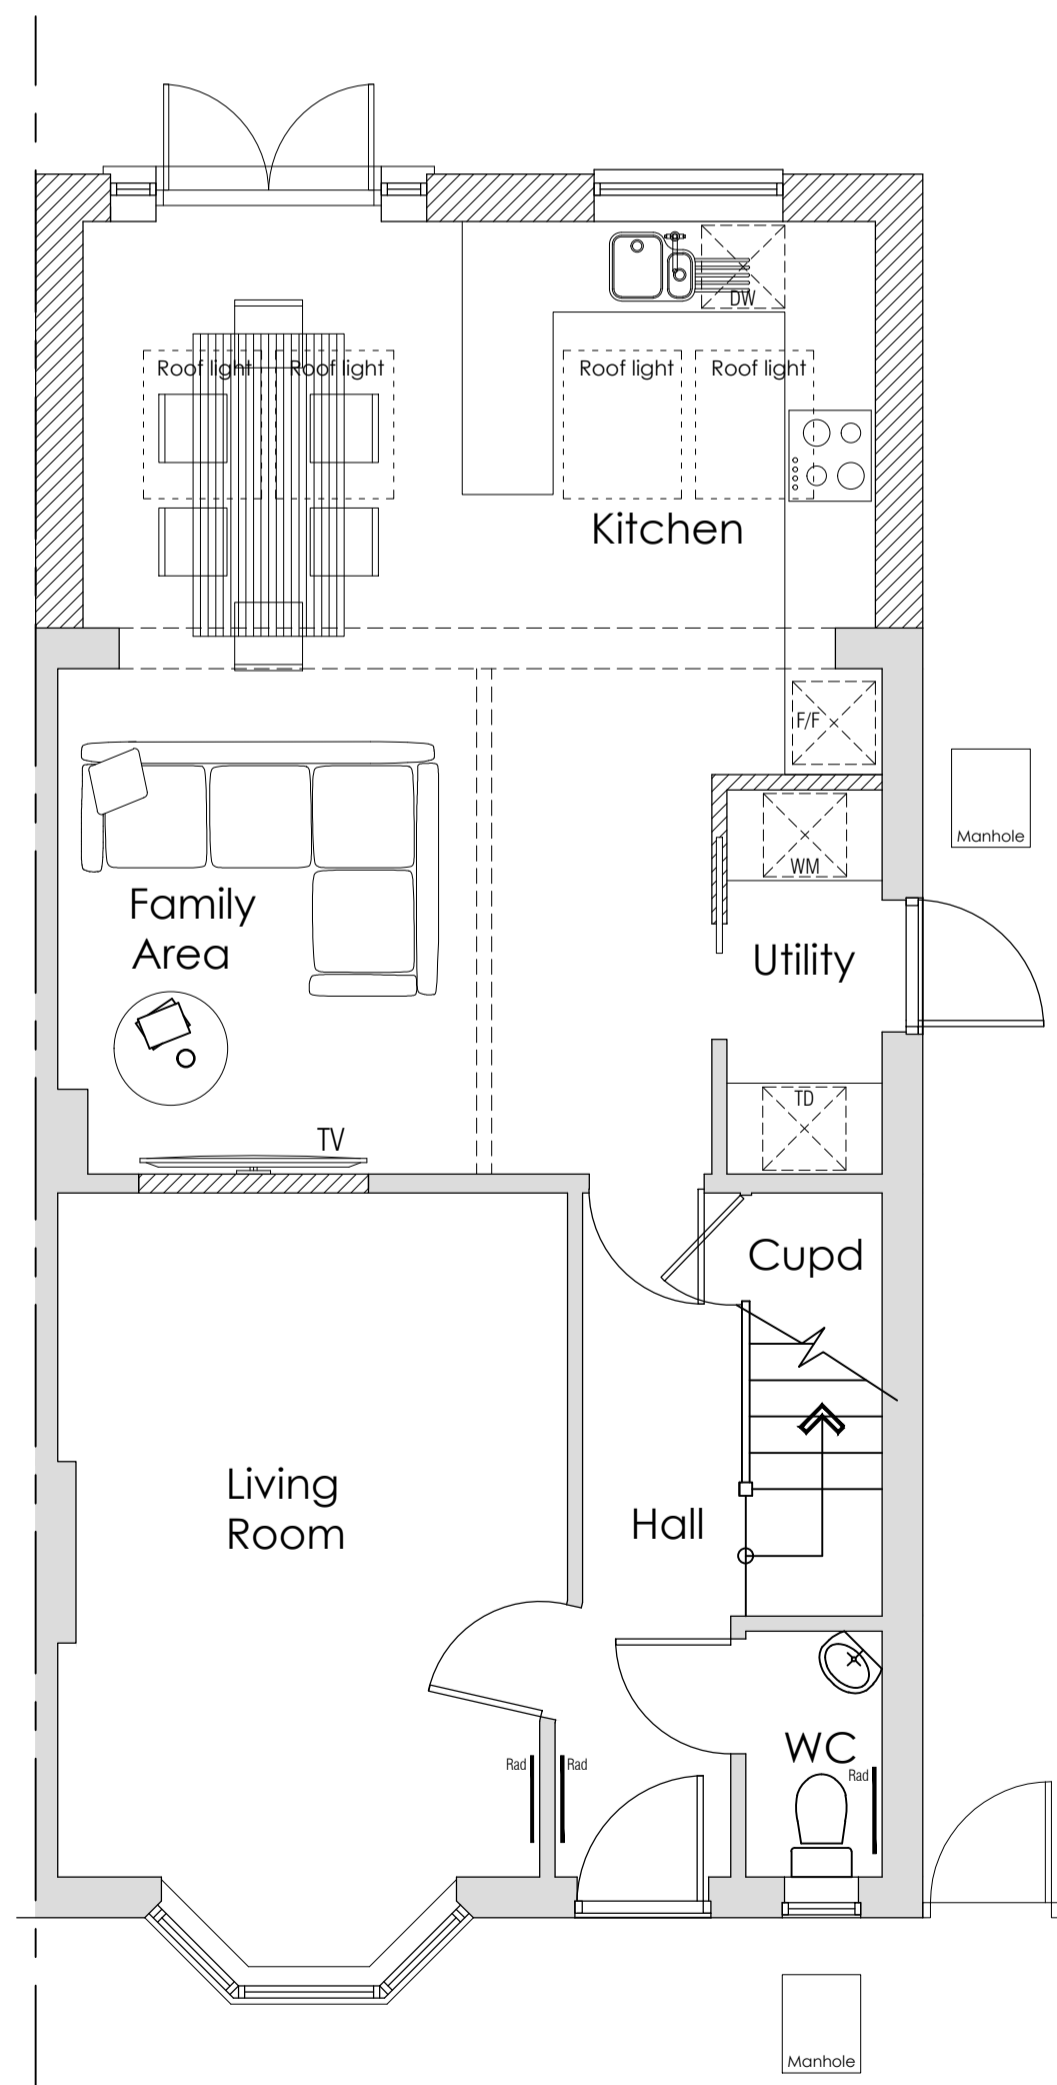 DW
Roof light
Roof light
Roof light
Roof light
Kitchen
F/F
Manhole
WM
Family
Area
Utility
TD
TV
Cupd
Living
Room
Hall
WC
Rad
Rad
Rad
Manhole